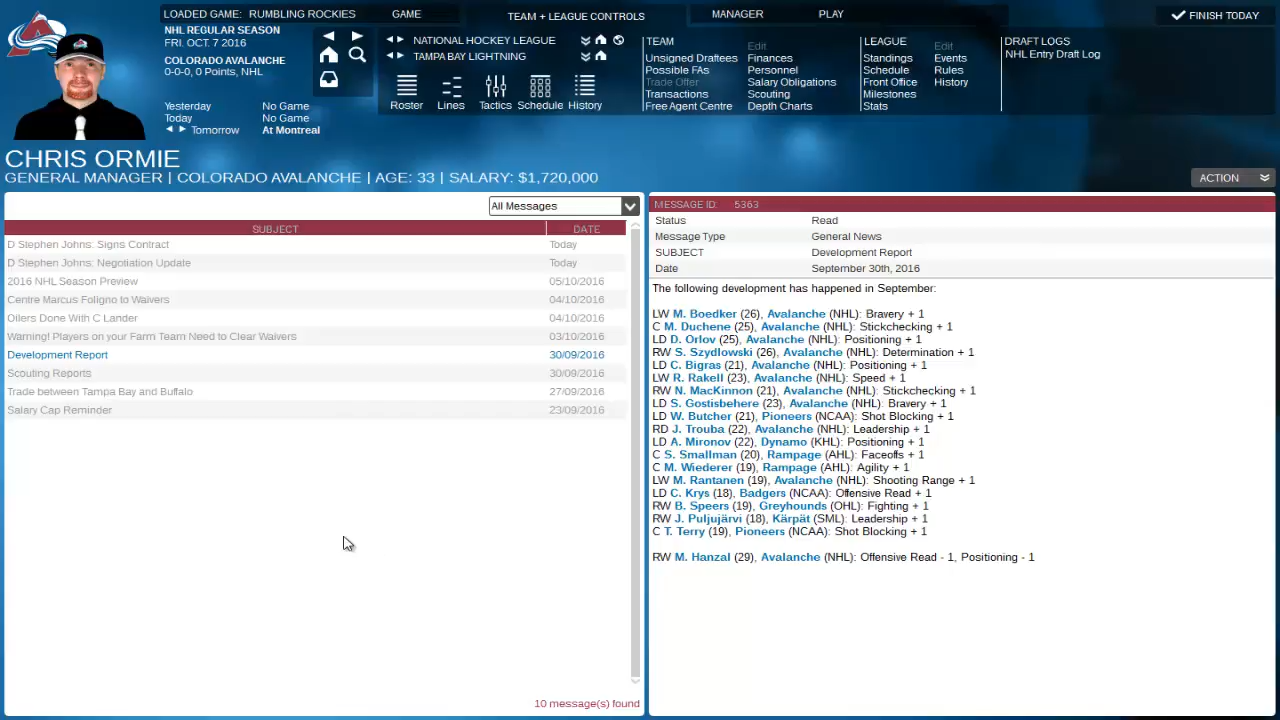 LOADED GAME: RUMBLING ROCKIES
GAME
TEAM + LEAGUE CONTROLS
MANAGER
PLAY
FINISH TODAY
NHL REGULAR SEASON
FRI. OCT. 7 2016
COLORADO AVALANCHE
0-0-0, 0 Points, NHL
Yesterday No Game
Today No Game
Tomorrow At Montreal
NATIONAL HOCKEY LEAGUE
TAMPA BAY LIGHTNING
Roster Lines Tactics Schedule History
TEAM
Unsigned Draftees
Possible FAs
Trade Offer
Transactions
Free Agent Centre
Edit
Finances
Personnel
Salary Obligations
Scouting
Depth Charts
LEAGUE
Standings
Schedule
Front Office
Milestones
Stats
Edit
Events
Rules
History
DRAFT LOGS
NHL Entry Draft Log
CHRIS ORMIE
GENERAL MANAGER | COLORADO AVALANCHE | AGE: 33 | SALARY: $1,720,000
ACTION
All Messages
SUBJECT DATE
D Stephen Johns: Signs Contract Today
D Stephen Johns: Negotiation Update Today
2016 NHL Season Preview 05/10/2016
Centre Marcus Foligno to Waivers 04/10/2016
Oilers Done With C Lander 04/10/2016
Warning! Players on your Farm Team Need to Clear Waivers 03/10/2016
Development Report 30/09/2016
Scouting Reports 30/09/2016
Trade between Tampa Bay and Buffalo 27/09/2016
Salary Cap Reminder 23/09/2016
10 message(s) found
MESSAGE ID: 5363
Status Read
Message Type General News
SUBJECT Development Report
Date September 30th, 2016
The following development has happened in September:
LW M. Boedker (26), Avalanche (NHL): Bravery + 1
C M. Duchene (25), Avalanche (NHL): Stickchecking + 1
LD D. Orlov (25), Avalanche (NHL): Positioning + 1
RW S. Szydlowski (26), Avalanche (NHL): Determination + 1
LD C. Bigras (21), Avalanche (NHL): Positioning + 1
LW R. Rakell (23), Avalanche (NHL): Speed + 1
RW N. MacKinnon (21), Avalanche (NHL): Stickchecking + 1
LD S. Gostisbehere (23), Avalanche (NHL): Bravery + 1
LD W. Butcher (21), Pioneers (NCAA): Shot Blocking + 1
RD J. Trouba (22), Avalanche (NHL): Leadership + 1
LD A. Mironov (22), Dynamo (KHL): Positioning + 1
C S. Smallman (20), Rampage (AHL): Faceoffs + 1
C M. Wiederer (19), Rampage (AHL): Agility + 1
LW M. Rantanen (19), Avalanche (NHL): Shooting Range + 1
LD C. Krys (18), Badgers (NCAA): Offensive Read + 1
RW B. Speers (19), Greyhounds (OHL): Fighting + 1
RW J. Puljujärvi (18), Kärpät (SML): Leadership + 1
C T. Terry (19), Pioneers (NCAA): Shot Blocking + 1
RW M. Hanzal (29), Avalanche (NHL): Offensive Read - 1, Positioning - 1